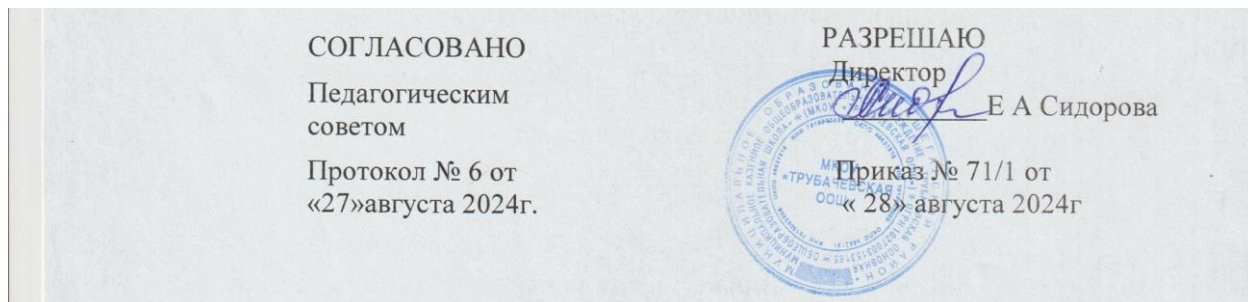 СОГЛАСОВАНО
Педагогическим
советом
Протокол № 6 от
«27»августа 2024г.
РАЗРЕШАЮ
Директор
Е А Сидорова
Приказ № 71/1 от
« 28» августа 2024г
МКОУ
«ТРУБАЧЕВСКАЯ
ООШ»